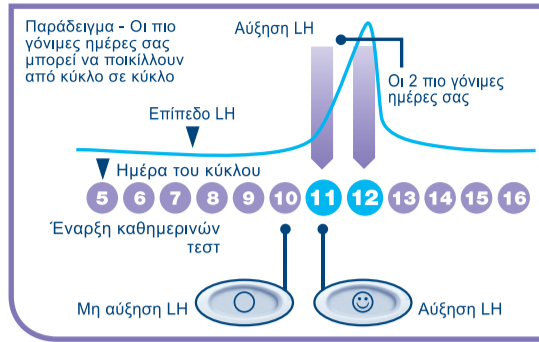 Παράδειγμα - Οι πιο
γόνιμες ημέρες σας
μπορεί να ποικίλλουν
από κύκλο σε κύκλο
Αύξηση LH
Οι 2 πιο γόνιμες
ημέρες σας
Επίπεδο LH
Ημέρα του κύκλου
5 6 7 8 9 10 11 12 13 14 15 16
Έναρξη καθημερινών
τεστ
Μη αύξηση LH
Αύξηση LH